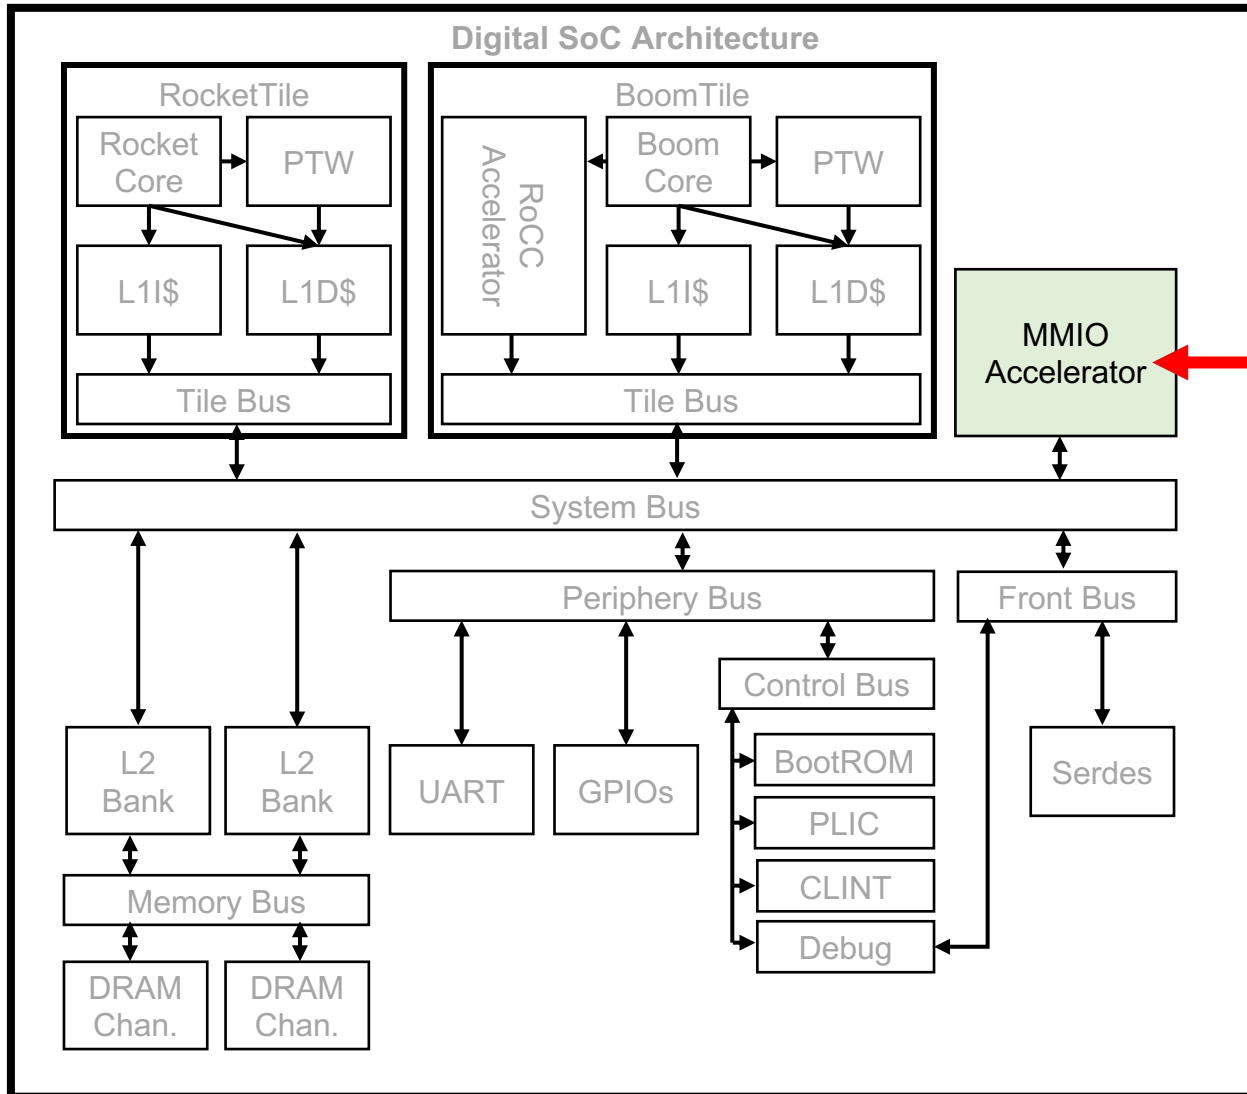 Digital SoC Architecture
RocketTile
Rocket
Core
PTW
L1I$
L1D$
Tile Bus
BoomTile
RoCC
Accelerator
Boom
Core
PTW
L1I$
L1D$
Tile Bus
MMIO
Accelerator
System Bus
Periphery Bus
Front Bus
Control Bus
L2
Bank
L2
Bank
UART
GPIOs
BootROM
PLIC
CLINT
Debug
Serdes
Memory Bus
DRAM
Chan.
DRAM
Chan.